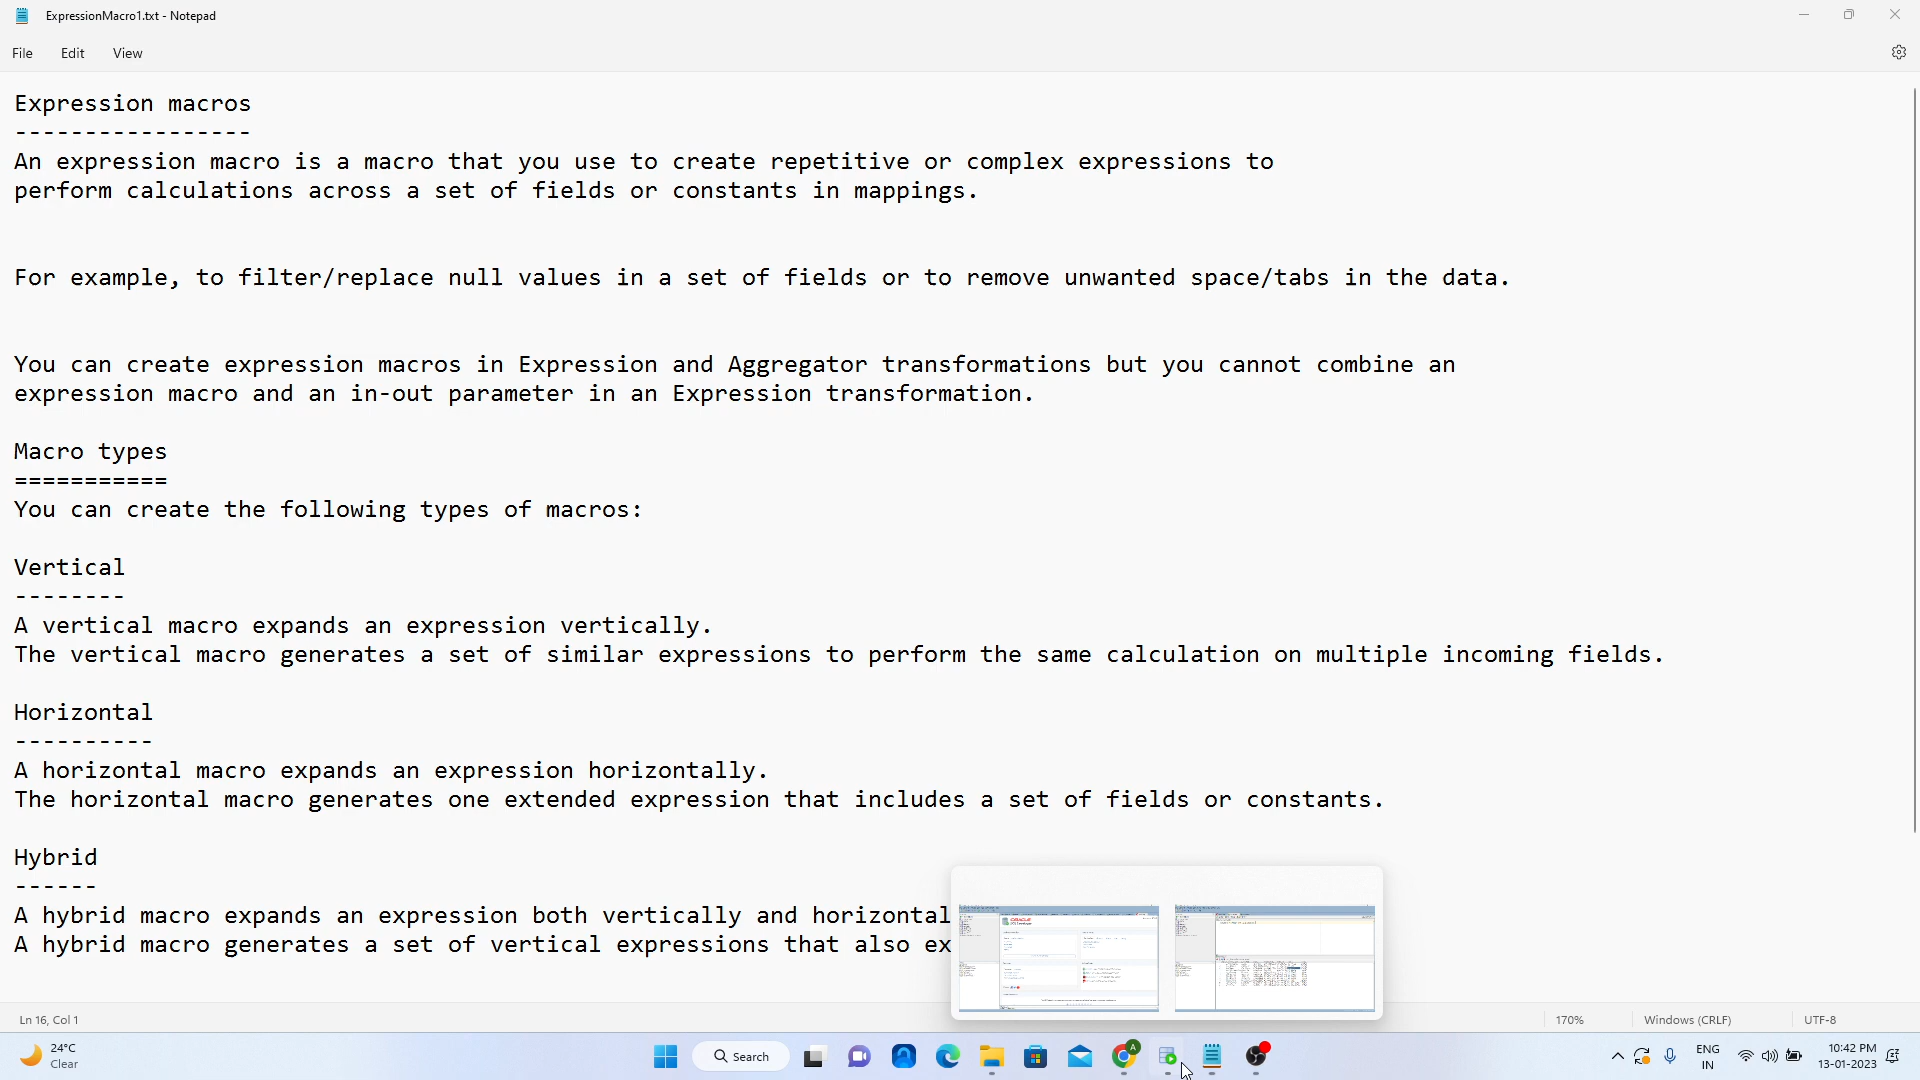 ExpressionMacro1.txt - Notepad
File Edit View
Expression macros
-----------------
An expression macro is a macro that you use to create repetitive or complex expressions to
perform calculations across a set of fields or constants in mappings.
For example, to filter/replace null values in a set of fields or to remove unwanted space/tabs in the data.
You can create expression macros in Expression and Aggregator transformations but you cannot combine an
expression macro and an in-out parameter in an Expression transformation.
Macro types
===========
You can create the following types of macros:
Vertical
--------
A vertical macro expands an expression vertically.
The vertical macro generates a set of similar expressions to perform the same calculation on multiple incoming fields.
Horizontal
----------
A horizontal macro expands an expression horizontally.
The horizontal macro generates one extended expression that includes a set of fields or constants.
Hybrid
------
A hybrid macro expands an expression both vertically and horizontal
A hybrid macro generates a set of vertical expressions that also ex
ORACLE
Ln 16, Col 1
170%
Windows (CRLF)
UTF-8
24°C
Clear
Search
A
ENG
IN
10:42 PM
13-01-2023